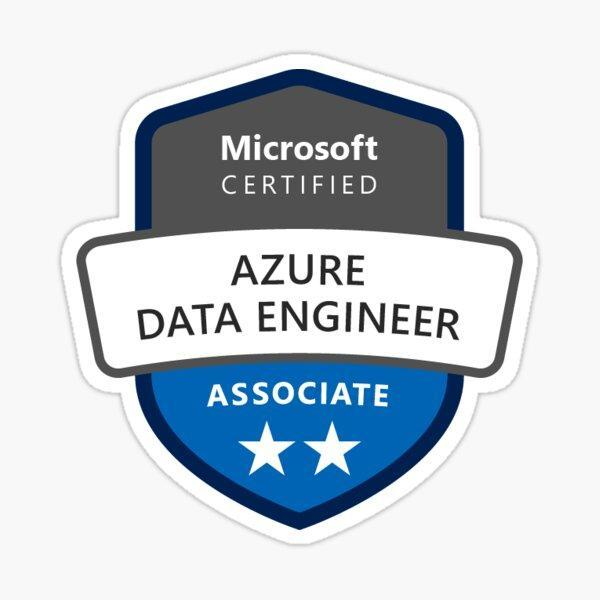 Microsoft
CERTIFIED
AZURE
DATA ENGINEER
ASSOCIATE